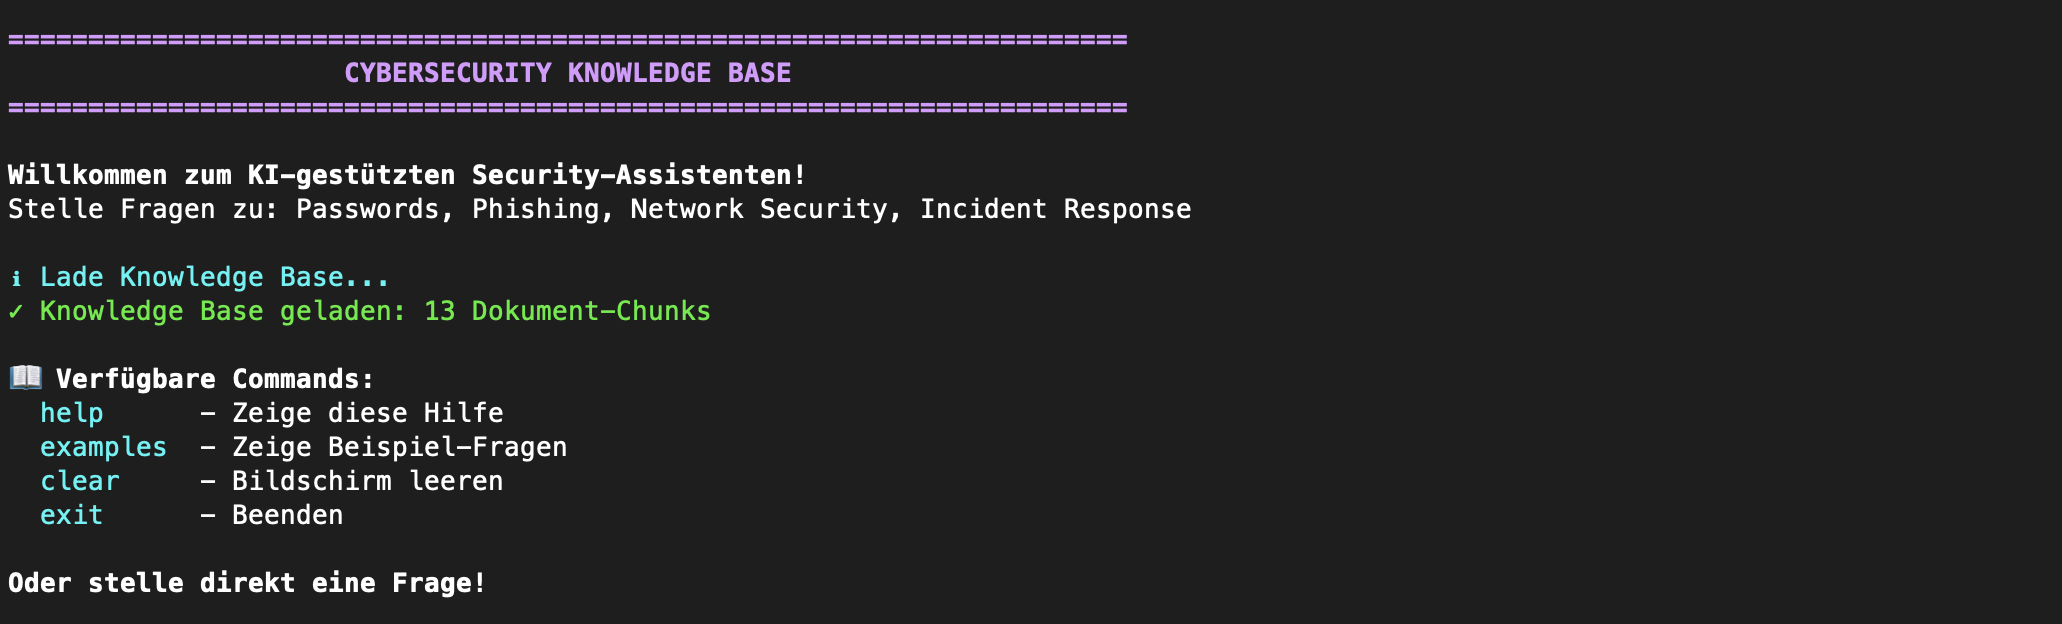 ======================================================================
CYBERSECURITY KNOWLEDGE BASE
======================================================================
Willkommen zum KI-gestützten Security-Assistenten!
Stelle Fragen zu: Passwords, Phishing, Network Security, Incident Response
ℹ Lade Knowledge Base...
✓ Knowledge Base geladen: 13 Dokument-Chunks
📖 Verfügbare Commands:
help      - Zeige diese Hilfe
examples  - Zeige Beispiel-Fragen
clear     - Bildschirm leeren
exit      - Beenden
Oder stelle direkt eine Frage!